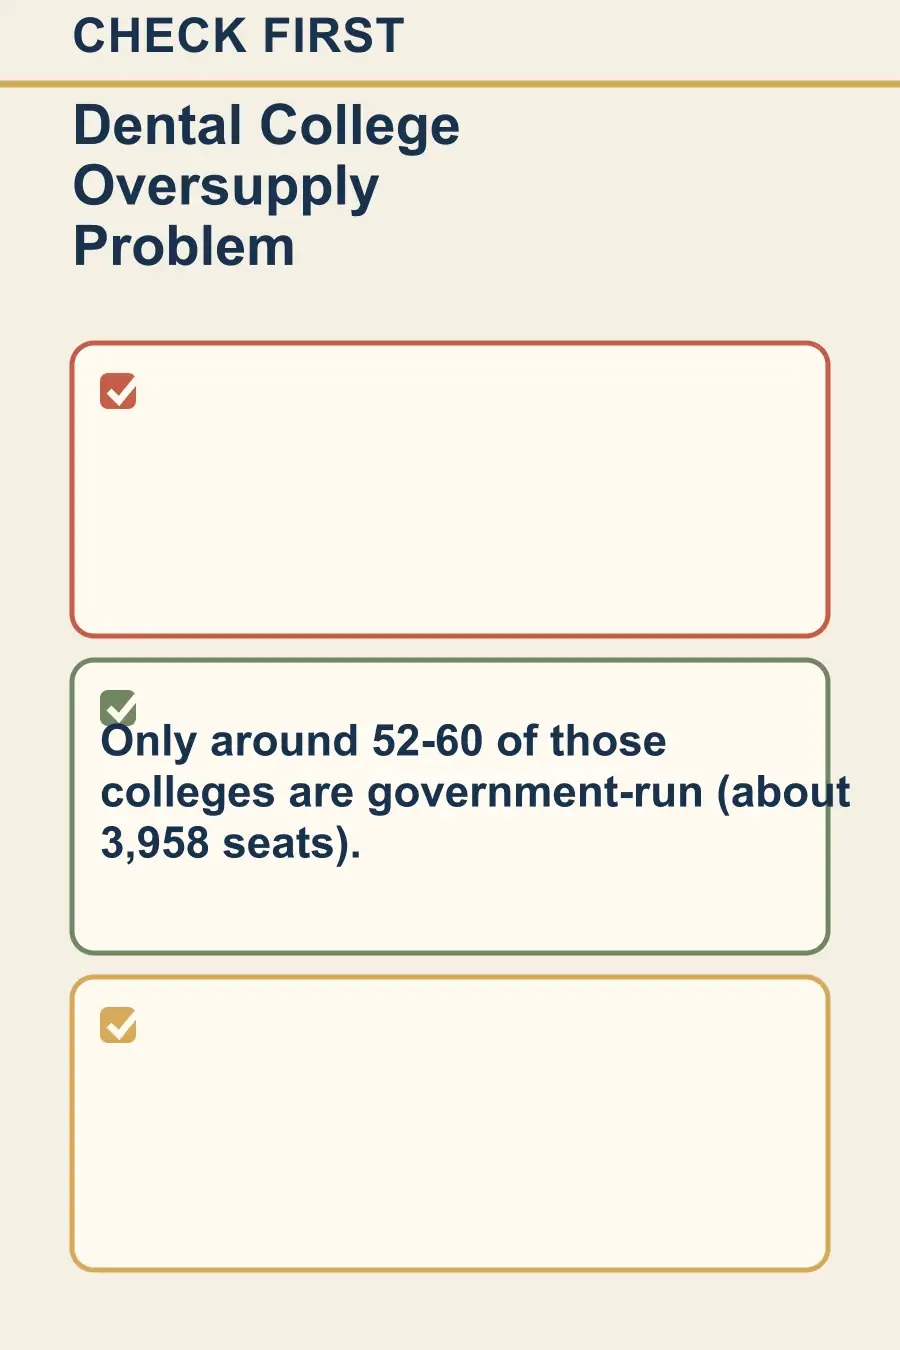 CHECK FIRST
Dental College
Oversupply
Problem
Only around 52-60 of those
colleges are government-run (about
3,958 seats).